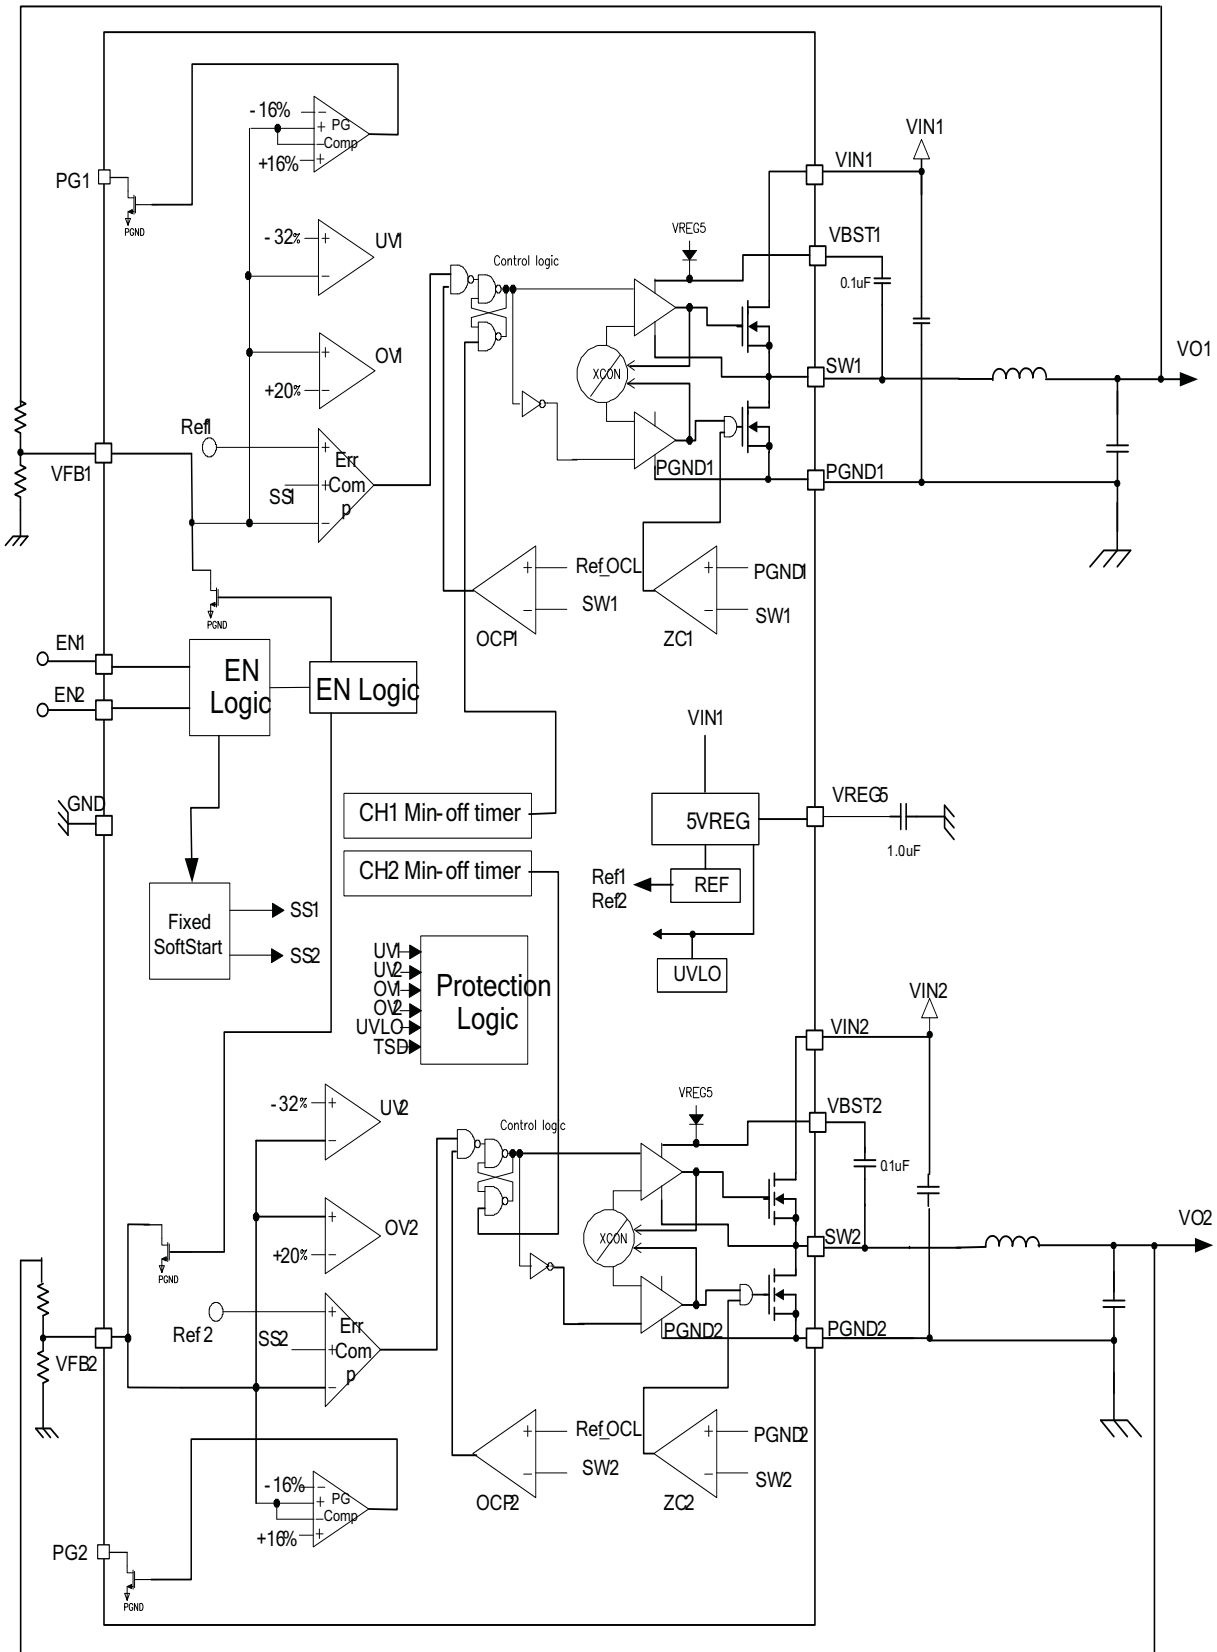 -16%
PG
Comp
+16%
VIN1
PG1
PGND
VIN1
-32%
UV1
VREG5
VBST1
Control logic
0.1uF
OV1
+20%
XCON
SW1
VO1
Ref1
VFB1
Err
Com
p
SS1
PGND1
PGND1
Ref_OCL
SW1
OCP1
PGND1
SW1
ZC1
PGND
EN1
EN2
EN
Logic
EN Logic
VIN1
GND
CH1 Min-off timer
5VREG
VREG5
1.0uF
CH2 Min-off timer
Ref1
Ref2
REF
Fixed
SoftStart
SS1
SS2
UV1
UV2
OV1
OV2
UVLO
TSD
Protection
Logic
UVLO
VIN2
VIN2
-32%
UV2
VREG5
VBST2
Control logic
0.1uF
OV2
+20%
XCON
SW2
VO2
PGND
Ref2
VFB2
Err
Com
p
SS2
PGND2
PGND2
Ref_OCL
SW2
OCP2
PGND2
SW2
ZC2
-16%
PG
Comp
+16%
PG2
PGND